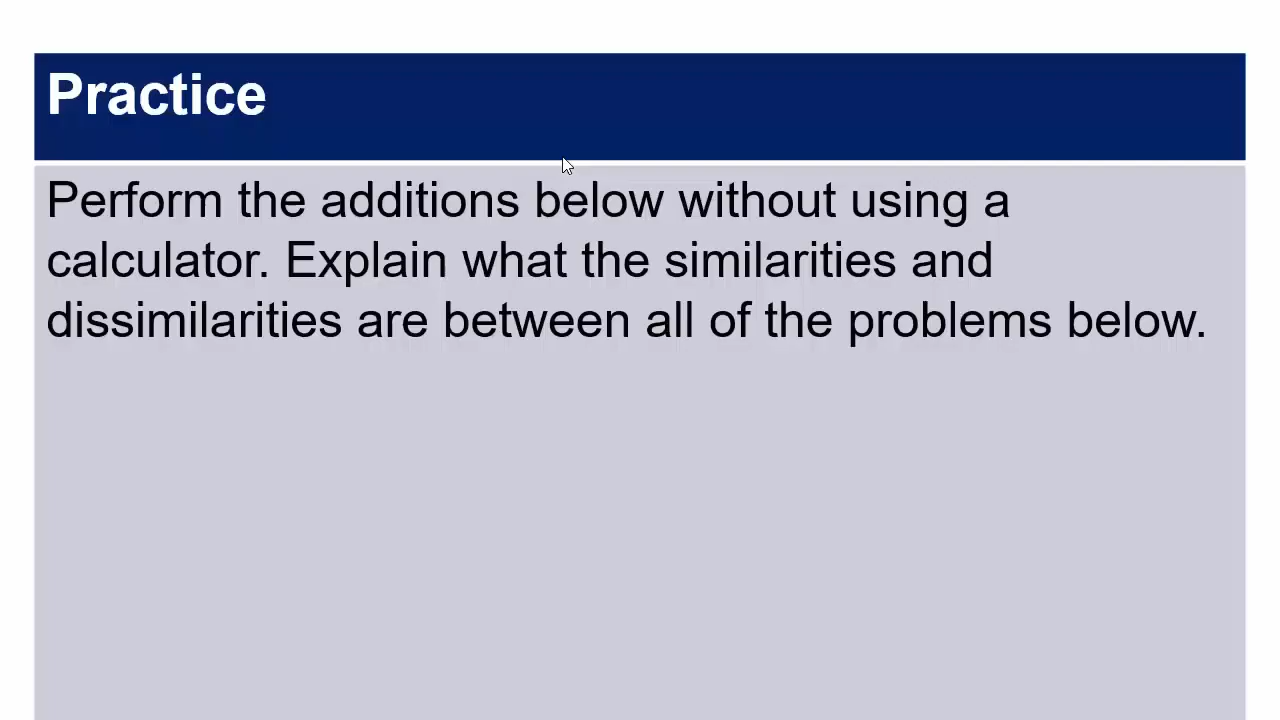 Practice
Perform the additions below without using a
calculator. Explain what the similarities and
dissimilarities are between all of the problems below.